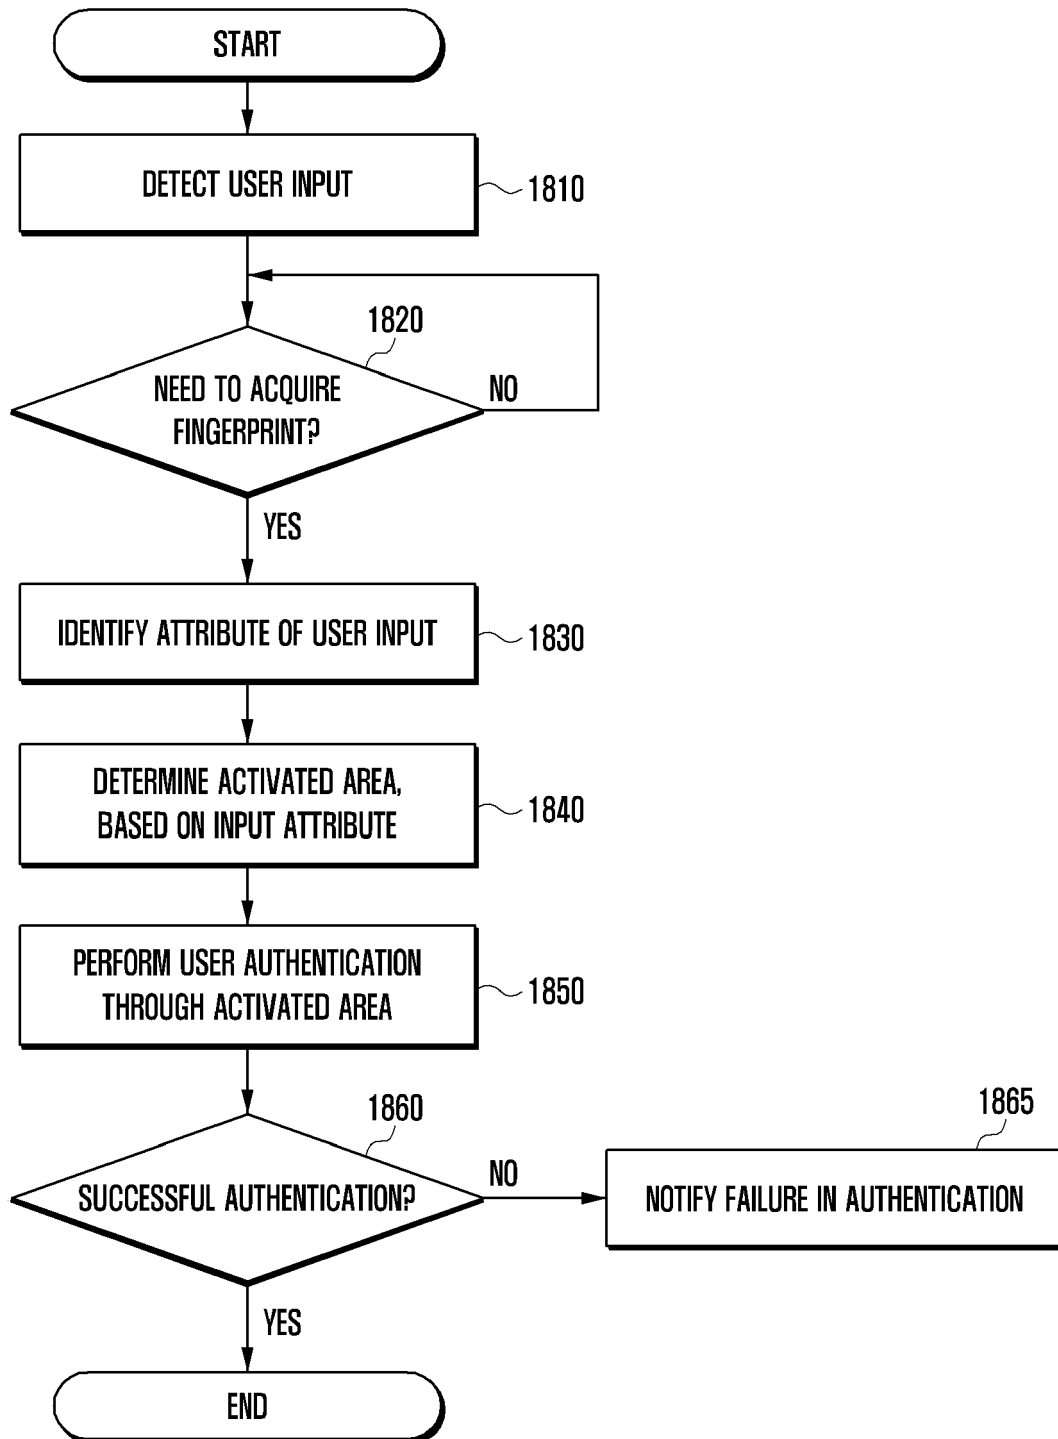 START
DETECT USER INPUT
1810
1820
NEED TO ACQUIRE
FINGERPRINT?
NO
YES
IDENTIFY ATTRIBUTE OF USER INPUT
1830
DETERMINE ACTIVATED AREA,
BASED ON INPUT ATTRIBUTE
1840
PERFORM USER AUTHENTICATION
THROUGH ACTIVATED AREA
1850
1860
SUCCESSFUL AUTHENTICATION?
NO
1865
NOTIFY FAILURE IN AUTHENTICATION
YES
END